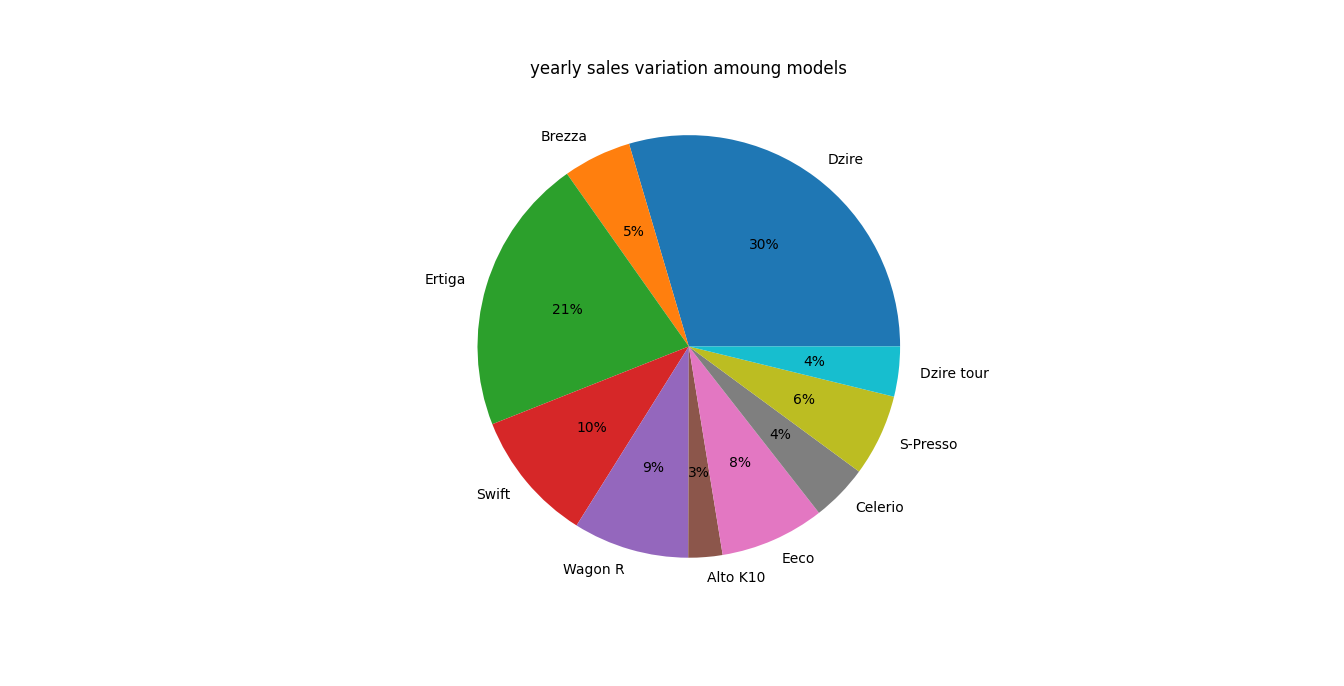 yearly sales variation amoung models
Brezza
Dzire
5%
30%
Ertiga
21%
4%
Dzire tour
6%
S-Presso
10%
4%
9%
3%
8%
Swift
Celerio
Wagon R
Eeco
Alto K10